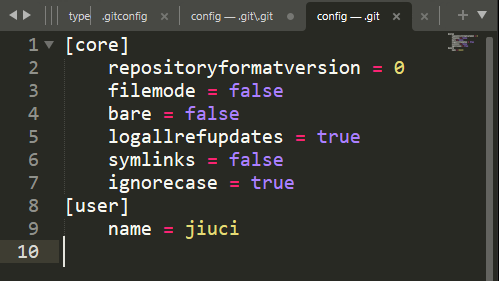 type .gitconfig config — .git\.git config — .git
1 [core]
2 repositoryformatversion = 0
3 filemode = false
4 bare = false
5 logallrefupdates = true
6 symlinks = false
7 ignorecase = true
8 [user]
9 name = jiuci
10